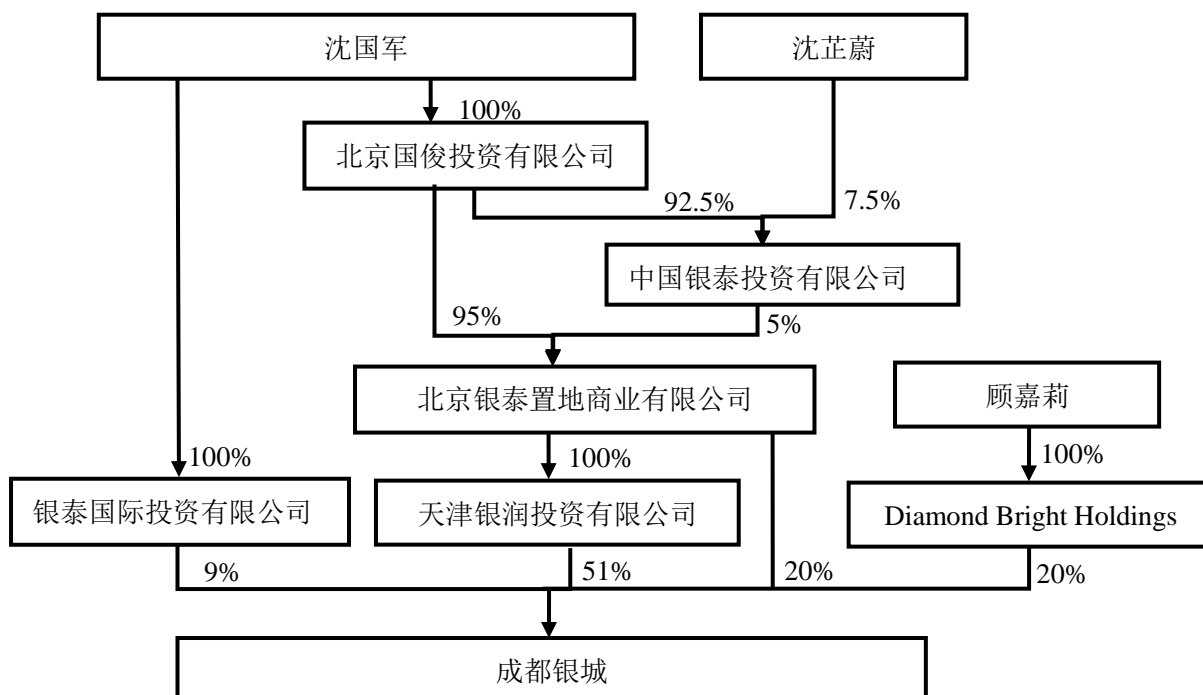 沈国军
沈芷蔚
100%
北京国俊投资有限公司
92.5%
7.5%
中国银泰投资有限公司
95%
5%
北京银泰置地商业有限公司
顾嘉莉
100%
100%
100%
银泰国际投资有限公司
天津银润投资有限公司
Diamond Bright Holdings
9%
51%
20%
20%
成都银城